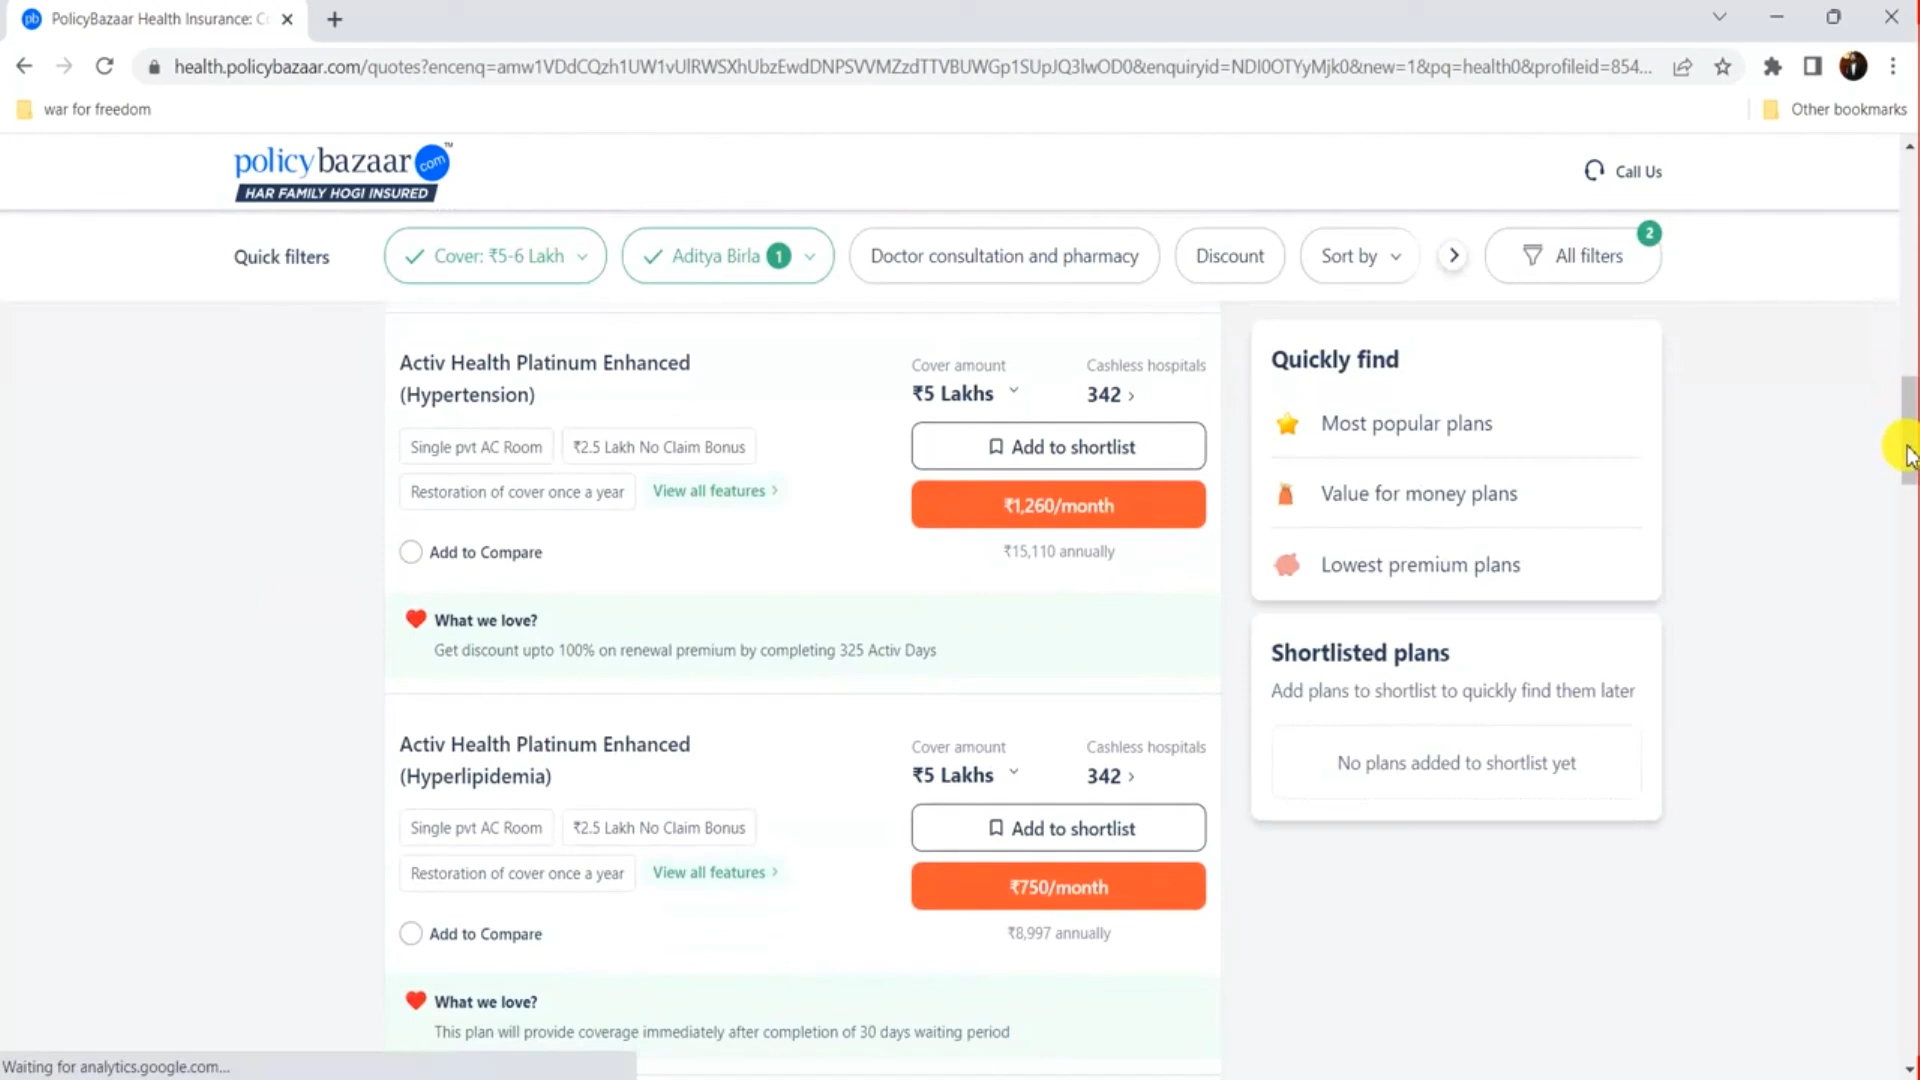 pb PolicyBazaar Health Insurance: C
health.policybazaar.com/quotes?encenq=amw1VDdCQzh1UW1vUlRWSXhUbzEwdDNPSVVMZzdTTVBUWGp1SUpJQ3lwOD0&enquiryid=NDI0OTYyMjk0&new=1&pq=health0&profileid=854...
war for freedom
Other bookmarks
policybazaar.com™
HAR FAMILY HOGI INSURED
Call Us
Quick filters
Cover: ₹5-6 Lakh
Aditya Birla 1
Doctor consultation and pharmacy
Discount
Sort by
All filters
2
Activ Health Platinum Enhanced
(Hypertension)
Cover amount
₹5 Lakhs
Cashless hospitals
342
Single pvt AC Room
₹2.5 Lakh No Claim Bonus
Add to shortlist
Restoration of cover once a year
View all features
₹1,260/month
Add to Compare
₹15,110 annually
What we love?
Get discount upto 100% on renewal premium by completing 325 Activ Days
Activ Health Platinum Enhanced
(Hyperlipidemia)
Cover amount
₹5 Lakhs
Cashless hospitals
342
Single pvt AC Room
₹2.5 Lakh No Claim Bonus
Add to shortlist
Restoration of cover once a year
View all features
₹750/month
Add to Compare
₹8,997 annually
What we love?
This plan will provide coverage immediately after completion of 30 days waiting period
Quickly find
Most popular plans
Value for money plans
Lowest premium plans
Shortlisted plans
Add plans to shortlist to quickly find them later
No plans added to shortlist yet
Waiting for analytics.google.com...